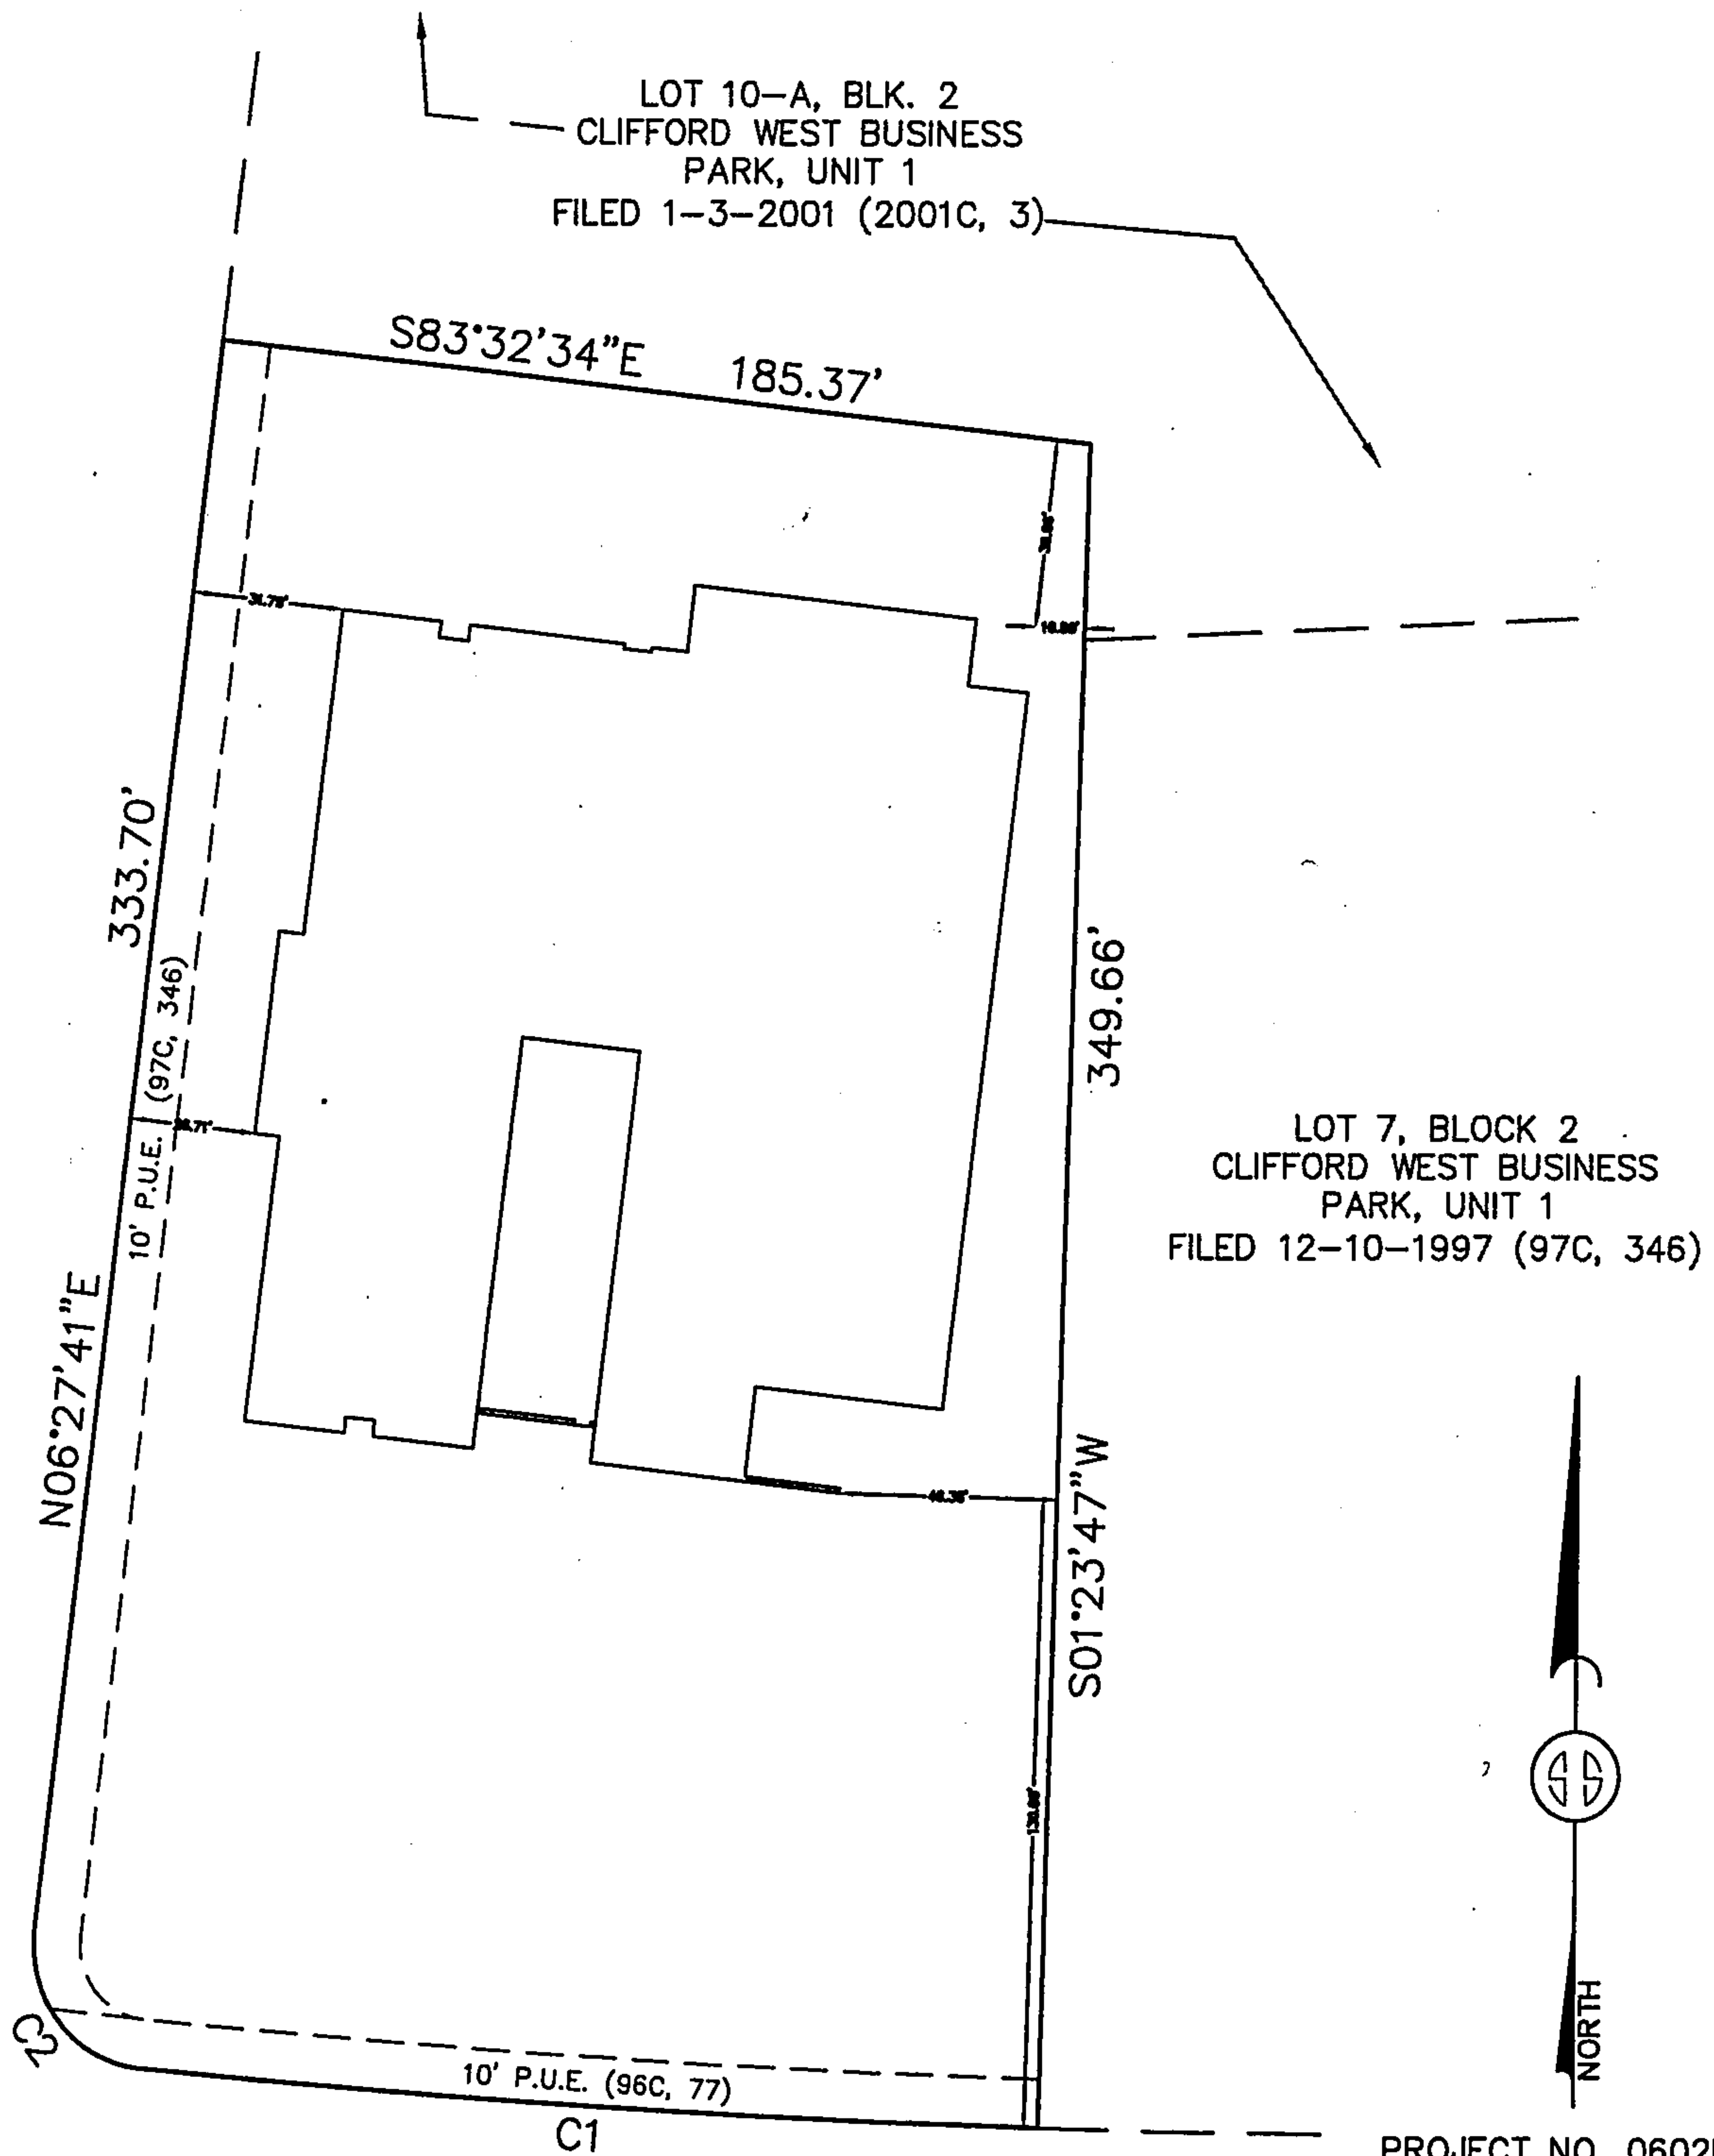 LOT 10-A, BLK. 2
CLIFFORD WEST BUSINESS
PARK, UNIT 1
FILED 1-3-2001 (2001C, 3)
S83°32'34"E 185.37'
333.70'
10' P.U.E. (97C, 346)
349.66'
LOT 7, BLOCK 2
CLIFFORD WEST BUSINESS
PARK, UNIT 1
FILED 12-10-1997 (97C, 346)
N06°27'41"E
S01°23'47"W
NORTH
C2
10' P.U.E. (96C, 77)
C1
PROJECT NO.